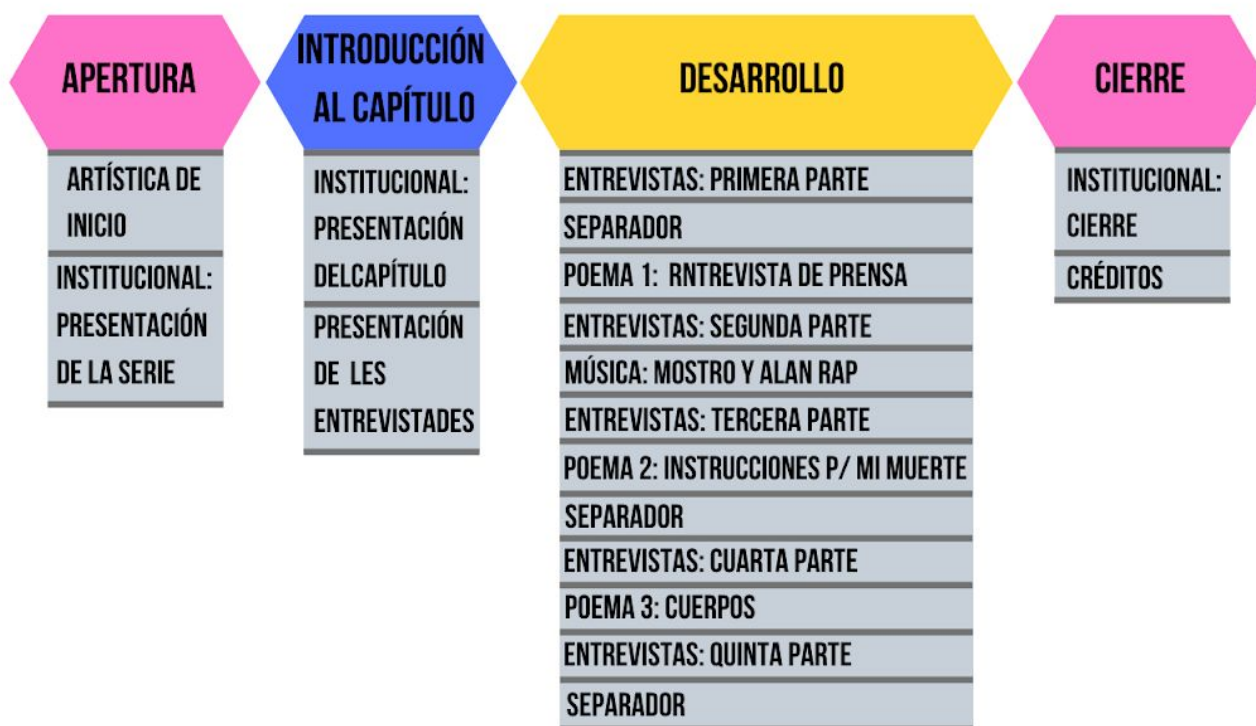 APERTURA
ARTÍSTICA DE
INICIO
INSTITUCIONAL:
PRESENTACIÓN
DE LA SERIE
INTRODUCCIÓN
AL CAPÍTULO
INSTITUCIONAL:
PRESENTACIÓN
DELCAPÍTULO
PRESENTACIÓN
DE LES
ENTREVISTADES
DESARROLLO
ENTREVISTAS: PRIMERA PARTE
SEPARADOR
POEMA 1: RNTREVISTA DE PRENSA
ENTREVISTAS: SEGUNDA PARTE
MÚSICA: MOSTRO Y ALAN RAP
ENTREVISTAS: TERCERA PARTE
POEMA 2: INSTRUCCIONES P/ MI MUERTE
SEPARADOR
ENTREVISTAS: CUARTA PARTE
POEMA 3: CUERPOS
ENTREVISTAS: QUINTA PARTE
SEPARADOR
CIERRE
INSTITUCIONAL:
CIERRE
CRÉDITOS